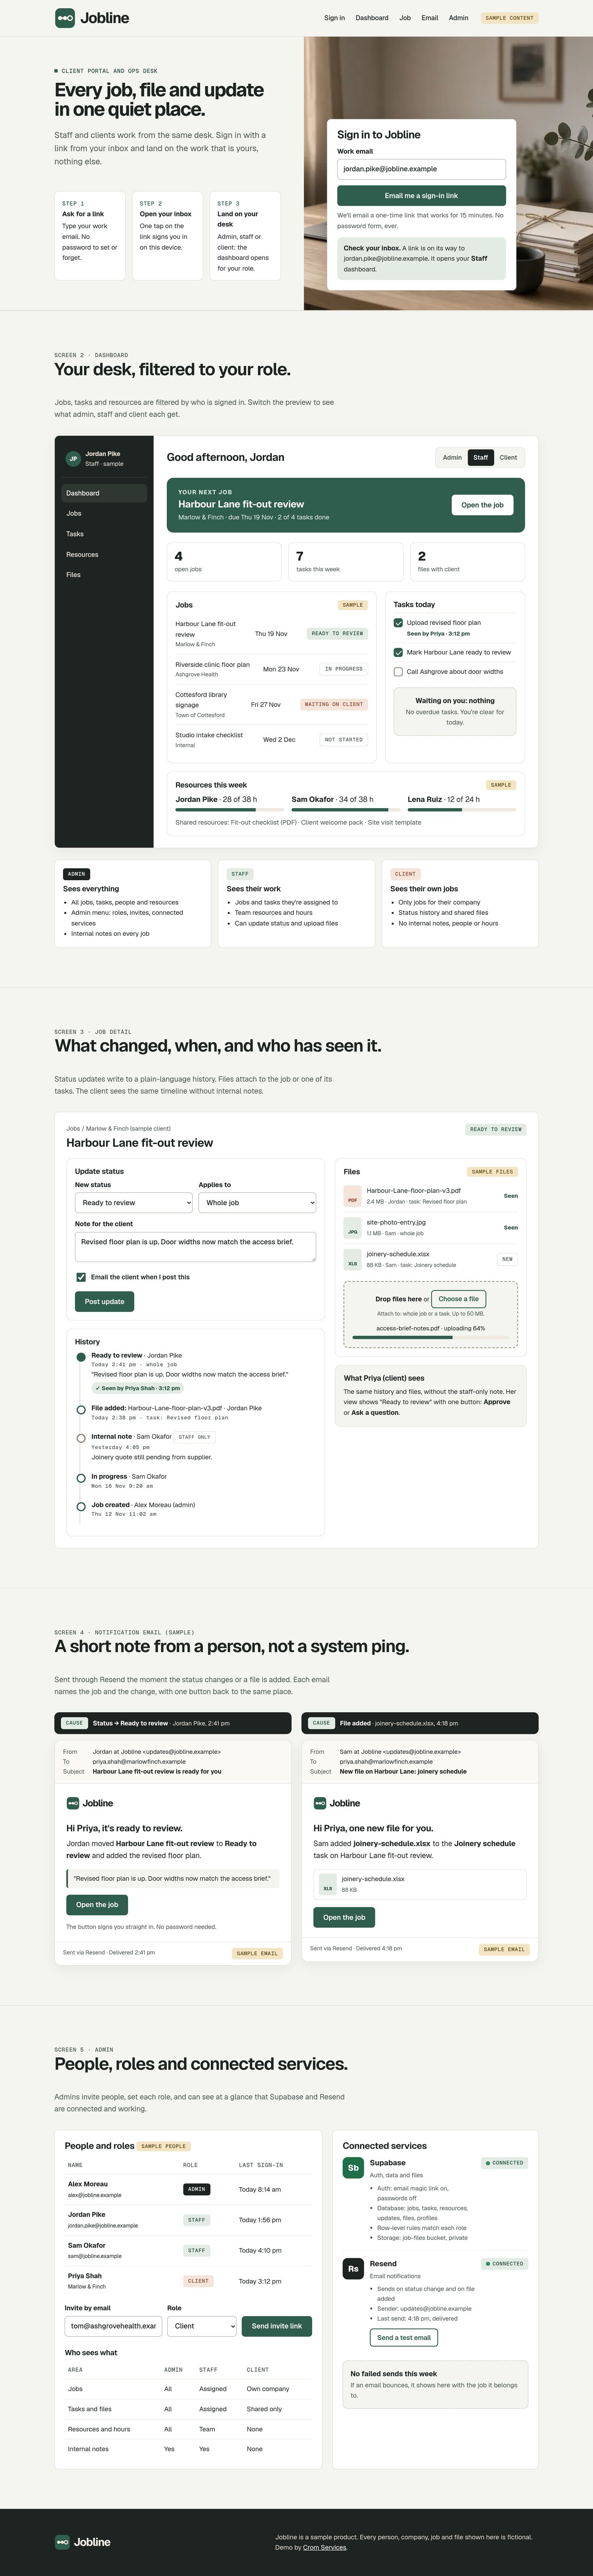 Jobline
Sign in
Dashboard
Job
Email
Admin
SAMPLE CONTENT
CLIENT PORTAL AND OPS DESK
Every job, file and update
in one quiet place.
Staff and clients work from the same desk. Sign in with a
link from your inbox and land on the work that is yours,
nothing else.
STEP 1
Ask for a link
Type your
work email. No
password to set or
forget.
STEP 2
Open your inbox
One tap on the
link signs you in
on this device.
STEP 3
Land on your
desk
Admin, staff or
client: the
dashboard opens
for your role.
Sign in to Jobline
Work email
jordan.pike@jobline.example
Email me a sign-in link
We'll email a one-time link that works for 15 minutes. No
password form, ever.
Check your inbox. A link is on its way to
jordan.pike@jobline.example. It opens your Staff
dashboard.
SCREEN 2 · DASHBOARD
Your desk, filtered to your role.
Jobs, tasks and resources are filtered by who is signed in. Switch the preview to see
what admin, staff and client each get.
JP
Jordan Pike
Staff · sample
Dashboard
Jobs
Tasks
Resources
Files
Good afternoon, Jordan
Admin
Staff
Client
YOUR NEXT JOB
Harbour Lane fit-out review
Marlow & Finch · due Thu 19 Nov · 2 of 4 tasks done
Open the job
4
open jobs
7
tasks this week
2
files with client
Jobs
SAMPLE
Harbour Lane fit-out
review
Marlow & Finch
Thu 19 Nov
READY TO REVIEW
Riverside clinic floor plan
Ashgrove Health
Mon 23 Nov
IN PROGRESS
Cottesford library
signage
Town of Cottesford
Fri 27 Nov
WAITING ON CLIENT
Studio intake checklist
Internal
Wed 2 Dec
NOT STARTED
Tasks today
Upload revised floor plan
Seen by Priya · 3:12 pm
Mark Harbour Lane ready to review
Call Ashgrove about door widths
Waiting on you: nothing
No overdue tasks. You're clear for
today.
Resources this week
SAMPLE
Jordan Pike · 28 of 38 h
Sam Okafor · 34 of 38 h
Lena Ruiz · 12 of 24 h
Shared resources: Fit-out checklist (PDF) · Client welcome pack · Site visit template
ADMIN
Sees everything
• All jobs, tasks, people and resources
• Admin menu: roles, invites, connected
services
• Internal notes on every job
STAFF
Sees their work
• Jobs and tasks they're assigned to
• Team resources and hours
• Can update status and upload files
CLIENT
Sees their own jobs
• Only jobs for their company
• Status history and shared files
• No internal notes, people or hours
SCREEN 3 · JOB DETAIL
What changed, when, and who has seen it.
Status updates write to a plain-language history. Files attach to the job or one of its
tasks. The client sees the same timeline without internal notes.
Jobs / Marlow & Finch (sample client)
Harbour Lane fit-out review
READY TO REVIEW
Update status
New status
Applies to
Ready to review
Whole job
Note for the client
Revised floor plan is up. Door widths now match the access brief.
Email the client when I post this
Post update
History
Ready to review · Jordan Pike
Today 2:41 pm · whole job
"Revised floor plan is up. Door widths now match the access brief."
✓ Seen by Priya Shah · 3:12 pm
File added: Harbour-Lane-floor-plan-v3.pdf · Jordan Pike
Today 2:38 pm · task: Revised floor plan
Internal note · Sam Okafor STAFF ONLY
Yesterday 4:05 pm
Joinery quote still pending from supplier.
In progress · Sam Okafor
Mon 16 Nov 9:20 am
Job created · Alex Moreau (admin)
Thu 12 Nov 11:02 am
Files
SAMPLE FILES
PDF
Harbour-Lane-floor-plan-v3.pdf
2.4 MB · Jordan · task: Revised floor plan
Seen
JPG
site-photo-entry.jpg
1.1 MB · Sam · whole job
Seen
XLS
joinery-schedule.xlsx
88 KB · Sam · task: Joinery schedule
NEW
Drop files here or Choose a file
Attach to: whole job or a task. Up to 50 MB.
access-brief-notes.pdf · uploading 64%
What Priya (client) sees
The same history and files, without the staff-only note. Her
view shows "Ready to review" with one button: Approve
or Ask a question.
SCREEN 4 · NOTIFICATION EMAIL (SAMPLE)
A short note from a person, not a system ping.
Sent through Resend the moment the status changes or a file is added. Each email
names the job and the change, with one button back to the same place.
CAUSE
Status → Ready to review · Jordan Pike, 2:41 pm
From
Jordan at Jobline <updates@jobline.example>
To
priya.shah@marlowfinch.example
Subject
Harbour Lane fit-out review is ready for you
Jobline
Hi Priya, it's ready to review.
Jordan moved Harbour Lane fit-out review to Ready to
review and added the revised floor plan.
"Revised floor plan is up. Door widths now match the access brief."
Open the job
The button signs you straight in. No password needed.
Sent via Resend · Delivered 2:41 pm
SAMPLE EMAIL
CAUSE
File added · joinery-schedule.xlsx, 4:18 pm
From
Sam at Jobline <updates@jobline.example>
To
priya.shah@marlowfinch.example
Subject
New file on Harbour Lane: joinery schedule
Jobline
Hi Priya, one new file for you.
Sam added joinery-schedule.xlsx to the Joinery schedule
task on Harbour Lane fit-out review.
XLS
joinery-schedule.xlsx
88 KB
Open the job
Sent via Resend · Delivered 4:18 pm
SAMPLE EMAIL
SCREEN 5 · ADMIN
People, roles and connected services.
Admins invite people, set each role, and can see at a glance that Supabase and Resend
are connected and working.
People and roles SAMPLE PEOPLE
NAME
ROLE
LAST SIGN-IN
Alex Moreau
alex@jobline.example
ADMIN
Today 8:14 am
Jordan Pike
jordan.pike@jobline.example
STAFF
Today 1:56 pm
Sam Okafor
sam@jobline.example
STAFF
Today 4:10 pm
Priya Shah
Marlow & Finch
CLIENT
Today 3:12 pm
Invite by email
Role
tom@ashgrovehealth.exar
Client
Send invite link
Who sees what
AREA
ADMIN
STAFF
CLIENT
Jobs
All
Assigned
Own company
Tasks and files
All
Assigned
Shared only
Resources and hours
All
Team
None
Internal notes
Yes
Yes
None
Connected services
Sb
Supabase
Auth, data and files
CONNECTED
• Auth: email magic link on,
passwords off
• Database: jobs, tasks, resources,
updates, files, profiles
• Row-level rules match each role
• Storage: job-files bucket, private
Rs
Resend
Email notifications
CONNECTED
• Sends on status change and on file
added
• Sender: updates@jobline.example
• Last send: 4:18 pm, delivered
Send a test email
No failed sends this week
If an email bounces, it shows here with the job it belongs
to.
Jobline
Jobline is a sample product. Every person, company, job and file shown here is fictional.
Demo by Crom Services.